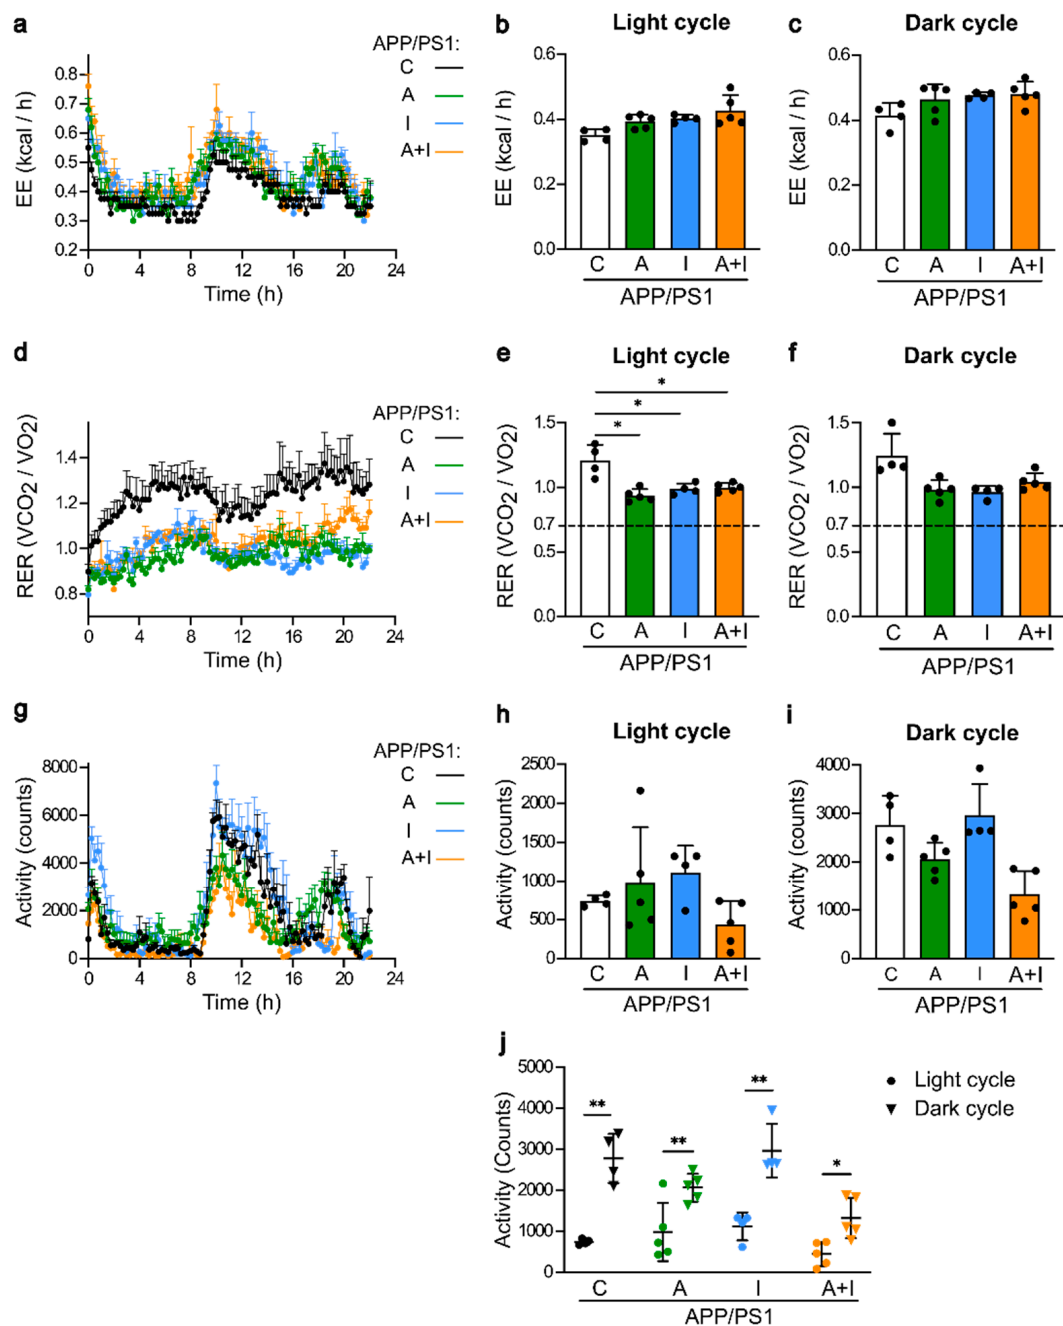 a
APP/PS1:
C
A
I
A+I
EE (kcal / h)
0.8
0.7
0.6
0.5
0.4
0.3
0.2
0 4 8 12 16 20 24
Time (h)
b
Light cycle
EE (kcal / h)
0.6
0.4
0.2
0.0
C A I A+I
APP/PS1
c
Dark cycle
EE (kcal / h)
0.6
0.4
0.2
0.0
C A I A+I
APP/PS1
d
APP/PS1:
C
A
I
A+I
RER (VCO2 / VO2)
1.4
1.2
1.0
0.8
0 4 8 12 16 20 24
Time (h)
e
Light cycle
*
*
*
RER (VCO2 / VO2)
1.5
1.0
0.7
0.5
0.0
C A I A+I
APP/PS1
f
Dark cycle
RER (VCO2 / VO2)
1.5
1.0
0.7
0.5
0.0
C A I A+I
APP/PS1
g
APP/PS1:
C
A
I
A+I
Activity (counts)
8000
6000
4000
2000
0
0 4 8 12 16 20 24
Time (h)
h
Light cycle
Activity (counts)
2500
2000
1500
1000
500
0
C A I A+I
APP/PS1
i
Dark cycle
Activity (counts)
4000
3000
2000
1000
0
C A I A+I
APP/PS1
j
Activity (Counts)
5000
4000
3000
2000
1000
0
** ** ** *
Light cycle
Dark cycle
C A I A+I
APP/PS1